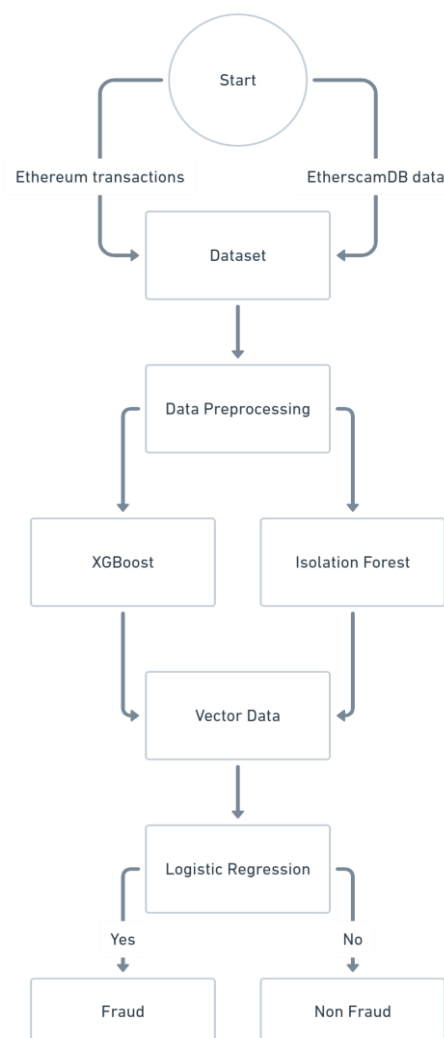 Start
Ethereum transactions
EtherscamDB data
Dataset
Data Preprocessing
XGBoost
Isolation Forest
Vector Data
Logistic Regression
Yes
No
Fraud
Non Fraud